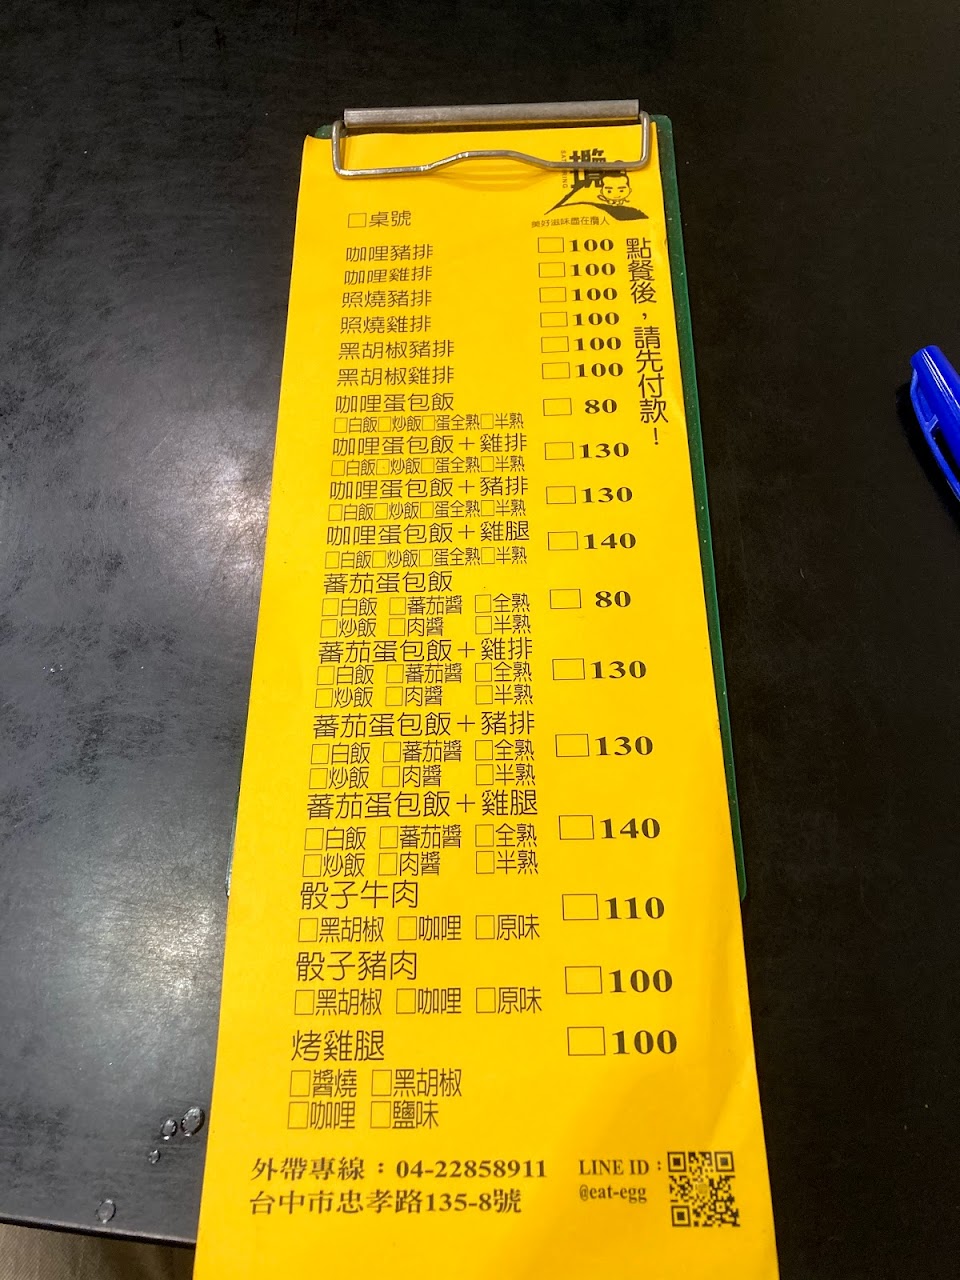 美好滋味盡在攬人
□桌號
點餐後，請先付款！
咖哩豬排 □100
咖哩雞排 □100
照燒豬排 □100
照燒雞排 □100
黑胡椒豬排 □100
黑胡椒雞排 □100
咖哩蛋包飯 □ 80
□白飯□炒飯□蛋全熟□半熟
咖哩蛋包飯＋雞排 □130
□白飯□炒飯□蛋全熟□半熟
咖哩蛋包飯＋豬排 □130
□白飯□炒飯□蛋全熟□半熟
咖哩蛋包飯＋雞腿 □140
□白飯□炒飯□蛋全熟□半熟
蕃茄蛋包飯 □ 80
□白飯 □蕃茄醬 □全熟
□炒飯 □肉醬 □半熟
蕃茄蛋包飯＋雞排 □130
□白飯 □蕃茄醬 □全熟
□炒飯 □肉醬 □半熟
蕃茄蛋包飯＋豬排 □130
□白飯 □蕃茄醬 □全熟
□炒飯 □肉醬 □半熟
蕃茄蛋包飯＋雞腿 □140
□白飯 □蕃茄醬 □全熟
□炒飯 □肉醬 □半熟
骰子牛肉 □110
□黑胡椒 □咖哩 □原味
骰子豬肉 □100
□黑胡椒 □咖哩 □原味
烤雞腿 □100
□醬燒 □黑胡椒
□咖哩 □鹽味
外帶專線：04-22858911
台中市忠孝路135-8號
LINE ID：
@eat-egg